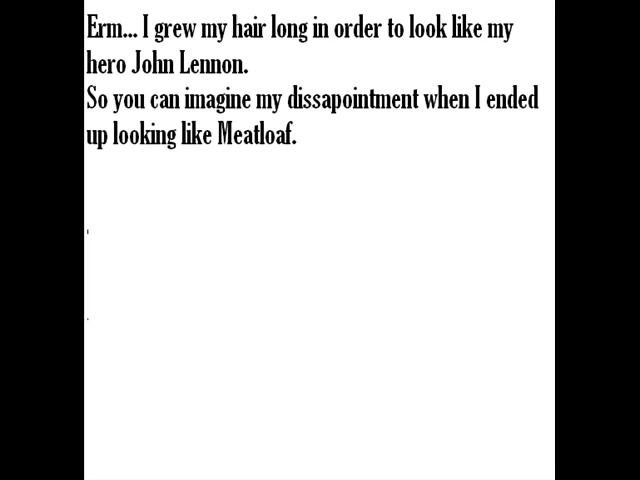 Erm... I grew my hair long in order to look like my
hero John Lennon.
So you can imagine my dissapointment when I ended
up looking like Meatloaf.